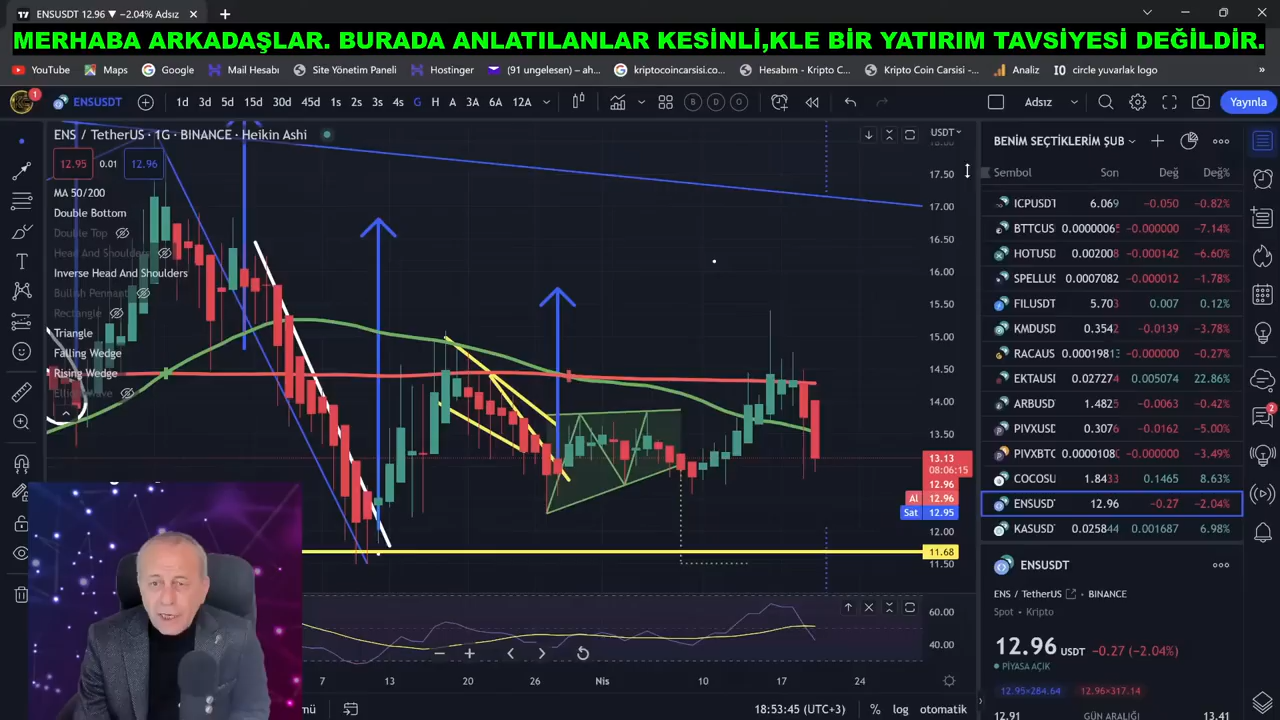 ENSUSDT 12.96 ▼ −2.04% Adsız
MERHABA ARKADAŞLAR. BURADA ANLATILANLAR KESİNLİ,KLE BİR YATIRIM TAVSİYESİ DEĞİLDİR.
YouTube Maps Google Mail Hesabı Site Yönetim Paneli Hostinger (91 ungelesen) – ah... kriptocoincarsisi.co... Hesabım - Kripto C... Kripto Coin Carsisi -... Analiz IO circle yuvarlak logo »
1 ENSUSDT 1d 3d 5d 15d 30d 45d 1s 2s 3s 4s G H A 3A 6A 12A B D O Adsız Yayınla
ENS / TetherUS · 1G · BINANCE · Heikin Ashi
USDT
12.95 0.01 12.96
MA 50/200
Double Bottom
Double Top
Head And Shoulders
Inverse Head And Shoulders
Bullish Pennant
Rectangle
Triangle
Falling Wedge
Rising Wedge
Elliott Wave
18.00
17.50
17.00
16.50
16.00
15.50
15.00
14.50
14.00
13.50
13.13
08:06:15
Al 12.96
12.96
Sat 12.95
12.00
11.68
11.50
60.00
40.00
7 13 20 26 Nis 10 17 24
18:53:45 (UTC+3) % log otomatik
BENİM SEÇTİKLERİM ŞUB
Sembol Son Değ Değ%
ICPUSDT 6.069 −0.050 −0.82%
BTTCUS 0.0000006 −0.000000 −7.14%
HOTUSD 0.002008 −0.000142 −6.60%
SPELLUS 0.0007082 −0.000012 −1.78%
FILUSDT 5.703 0.007 0.12%
KMDUSD 0.3542 −0.0139 −3.78%
RACAUS 0.0001981 −0.000000 −0.27%
EKTAUSI 0.027274 0.005074 22.86%
ARBUSD 1.4825 −0.0063 −0.42%
PIVXUSD 0.3076 −0.0162 −5.00%
PIVXBTC 0.0000108 −0.000000 −3.49%
COCOSU 1.8433 0.1465 8.63%
ENSUSD 12.96 −0.27 −2.04%
KASUSD 0.025844 0.001687 6.98%
2
ENSUSDT
ENS / TetherUS BINANCE
Spot • Kripto
12.96 USDT −0.27 (−2.04%)
PİYASA AÇIK
12.95×284.64 12.96×317.14
12.91 GÜN ARALIĞI 13.41